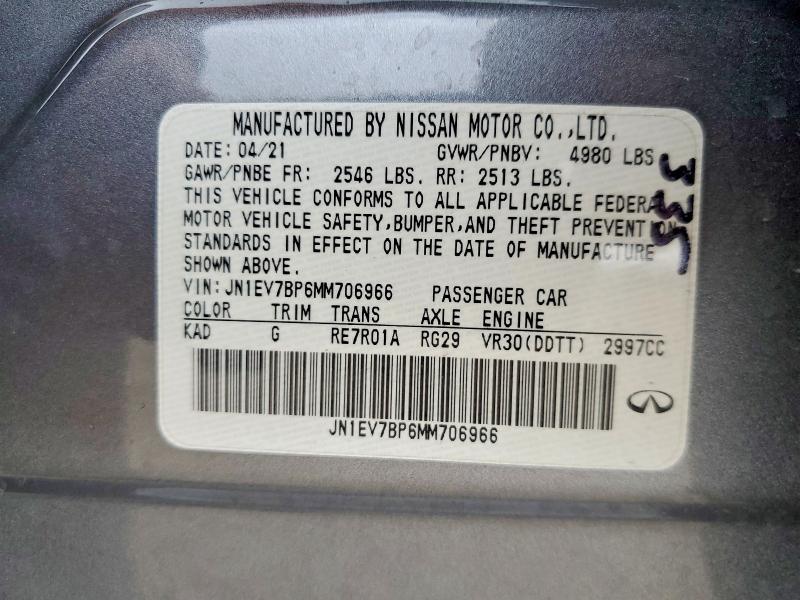 MANUFACTURED BY NISSAN MOTOR CO.,LTD.
DATE: 04/21 GVWR/PNBV: 4980 LBS
GAWR/PNBE FR: 2546 LBS. RR: 2513 LBS.
THIS VEHICLE CONFORMS TO ALL APPLICABLE FEDERAL
MOTOR VEHICLE SAFETY,BUMPER,AND THEFT PREVENTION
STANDARDS IN EFFECT ON THE DATE OF MANUFACTURE
SHOWN ABOVE.
VIN: JN1EV7BP6MM706966 PASSENGER CAR
COLOR TRIM TRANS AXLE ENGINE
KAD G RE7R01A RG29 VR30(DDTT) 2997CC
JN1EV7BP6MM706966
335